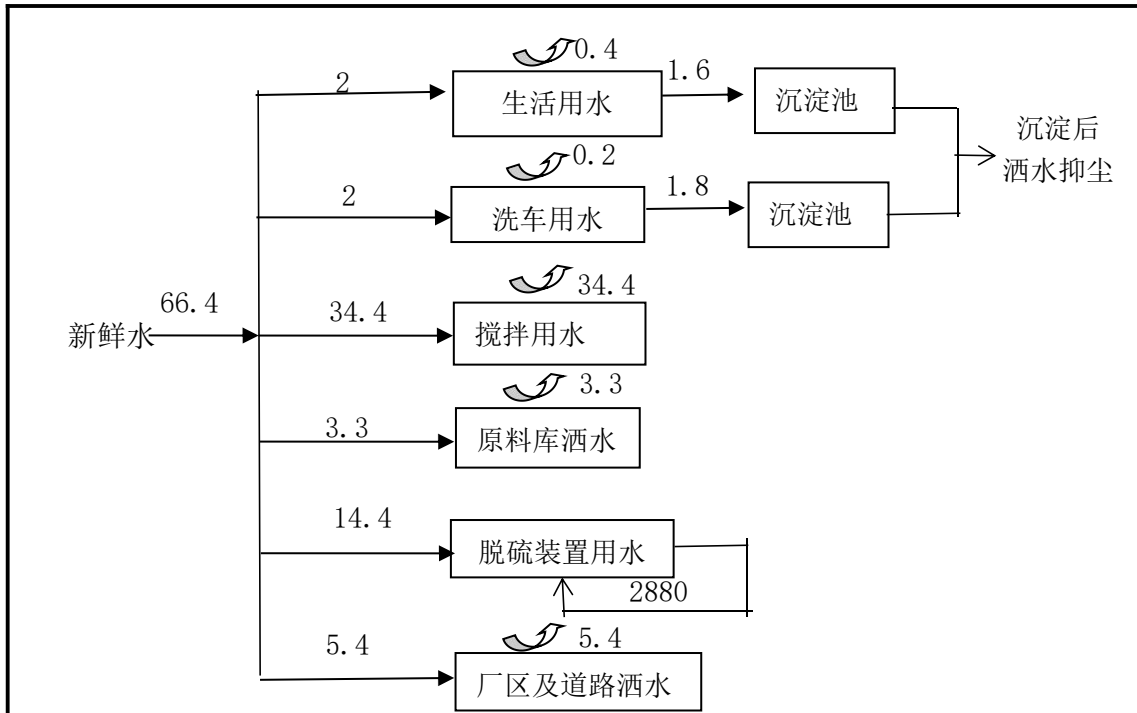 0.4
2
生活用水
1.6
沉淀池
沉淀后
洒水抑尘
0.2
2
洗车用水
1.8
沉淀池
34.4
66.4
新鲜水
34.4
搅拌用水
3.3
3.3
原料库洒水
14.4
脱硫装置用水
2880
5.4
5.4
厂区及道路洒水